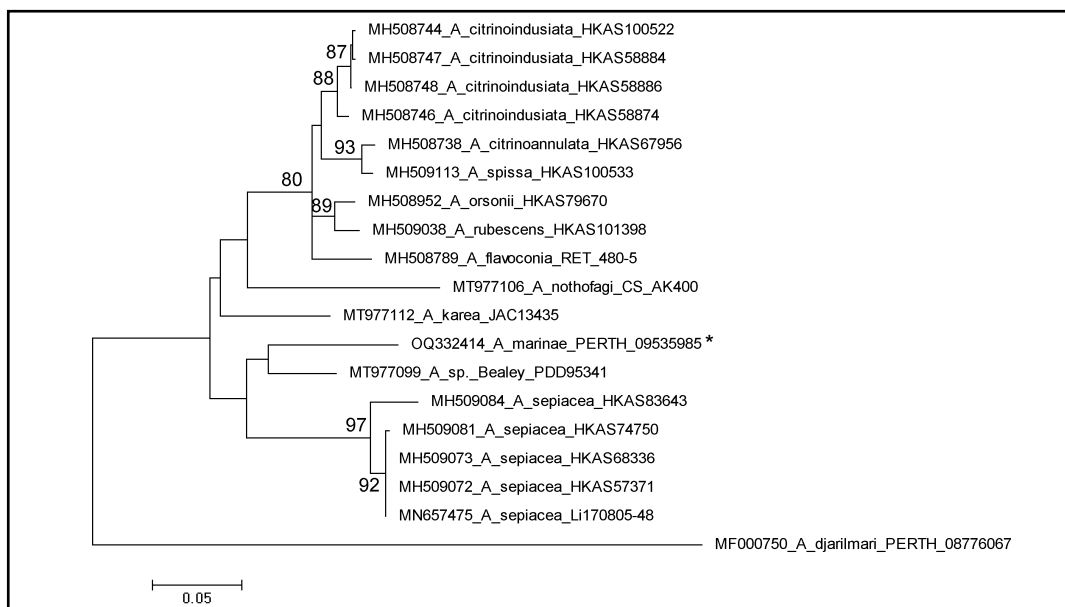 MH508744_A_citrinoindusiata_HKAS100522
87
MH508747_A_citrinoindusiata_HKAS58884
88
MH508748_A_citrinoindusiata_HKAS58886
MH508746_A_citrinoindusiata_HKAS58874
93
MH508738_A_citrinoannulata_HKAS67956
MH509113_A_spissa_HKAS100533
80
MH508952_A_orsonii_HKAS79670
89
MH509038_A_rubescens_HKAS101398
MH508789_A_flavoconia_RET_480-5
MT977106_A_nothofagi_CS_AK400
MT977112_A_karea_JAC13435
OQ332414_A_marinae_PERTH_09535985 *
MT977099_A_sp._Bealey_PDD95341
MH509084_A_sepiacea_HKAS83643
97
MH509081_A_sepiacea_HKAS74750
MH509073_A_sepiacea_HKAS68336
92
MH509072_A_sepiacea_HKAS57371
MN657475_A_sepiacea_Li170805-48
MF000750_A_djarilmari_PERTH_08776067
0.05